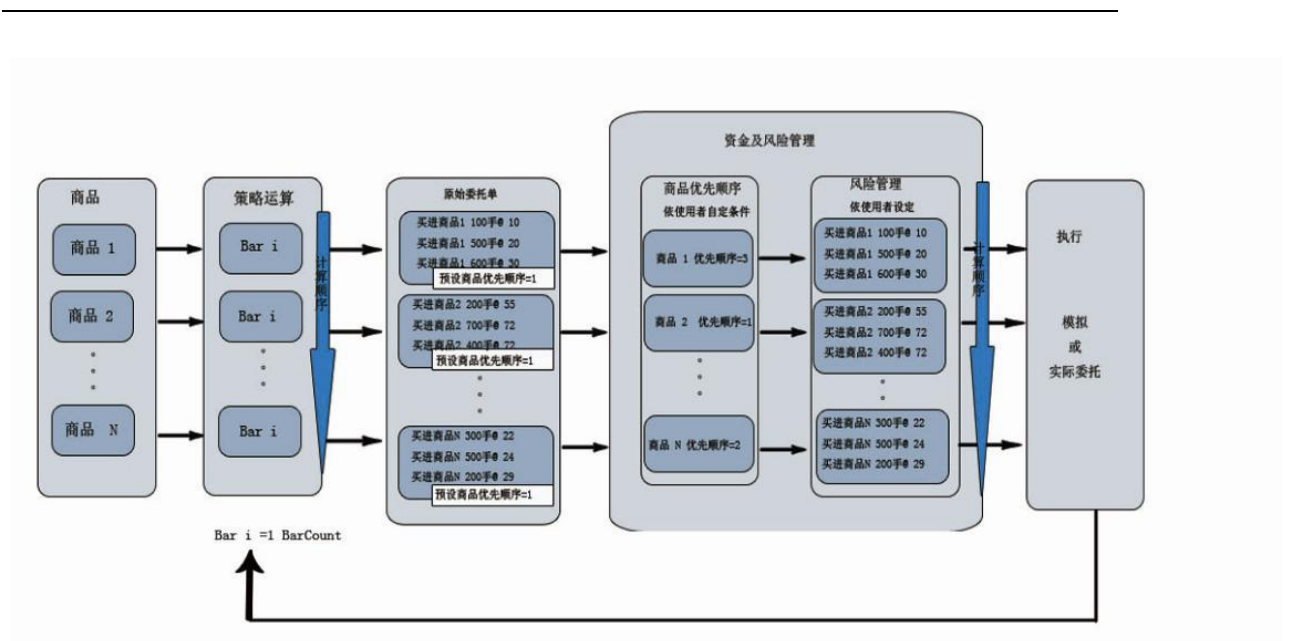 商品
商品 1
商品 2
商品 N
策略运算
Bar i
Bar i
Bar i
计算顺序
Bar i =1 BarCount
原始委托单
买进商品1 100手@ 10
买进商品1 500手@ 20
买进商品1 600手@ 30
预设商品优先顺序=1
买进商品2 200手@ 55
买进商品2 700手@ 72
买进商品2 400手@ 72
预设商品优先顺序=1
买进商品N 300手@ 22
买进商品N 500手@ 24
买进商品N 200手@ 29
预设商品优先顺序=1
资金及风险管理
商品优先顺序
依使用者自定条件
商品 1 优先顺序=3
商品 2 优先顺序=1
商品 N 优先顺序=2
风险管理
依使用者设定
买进商品1 100手@ 10
买进商品1 500手@ 20
买进商品1 600手@ 30
买进商品2 200手@ 55
买进商品2 700手@ 72
买进商品2 400手@ 72
买进商品N 300手@ 22
买进商品N 500手@ 24
买进商品N 200手@ 29
计算顺序
执行
模拟
或
实际委托